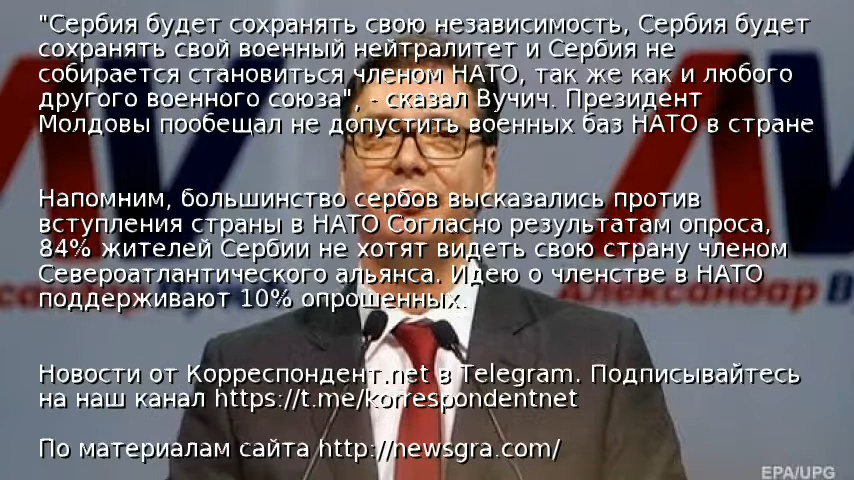 "Сербия будет сохранять свою независимость, Сербия будет
сохранять свой военный нейтралитет и Сербия не
собирается становиться членом НАТО, так же как и любого
другого военного союза", - сказал Вучич. Президент
Молдовы пообещал не допустить военных баз НАТО в стране
Напомним, большинство сербов высказались против
вступления страны в НАТО Согласно результатам опроса,
84% жителей Сербии не хотят видеть свою страну членом
Североатлантического альянса. Идею о членстве в НАТО
поддерживают 10% опрошенных.
Новости от Корреспондент.net в Telegram. Подписывайтесь
на наш канал https://t.me/korrespondentnet
По материалам сайта http://newsgra.com/
EPA/UPG